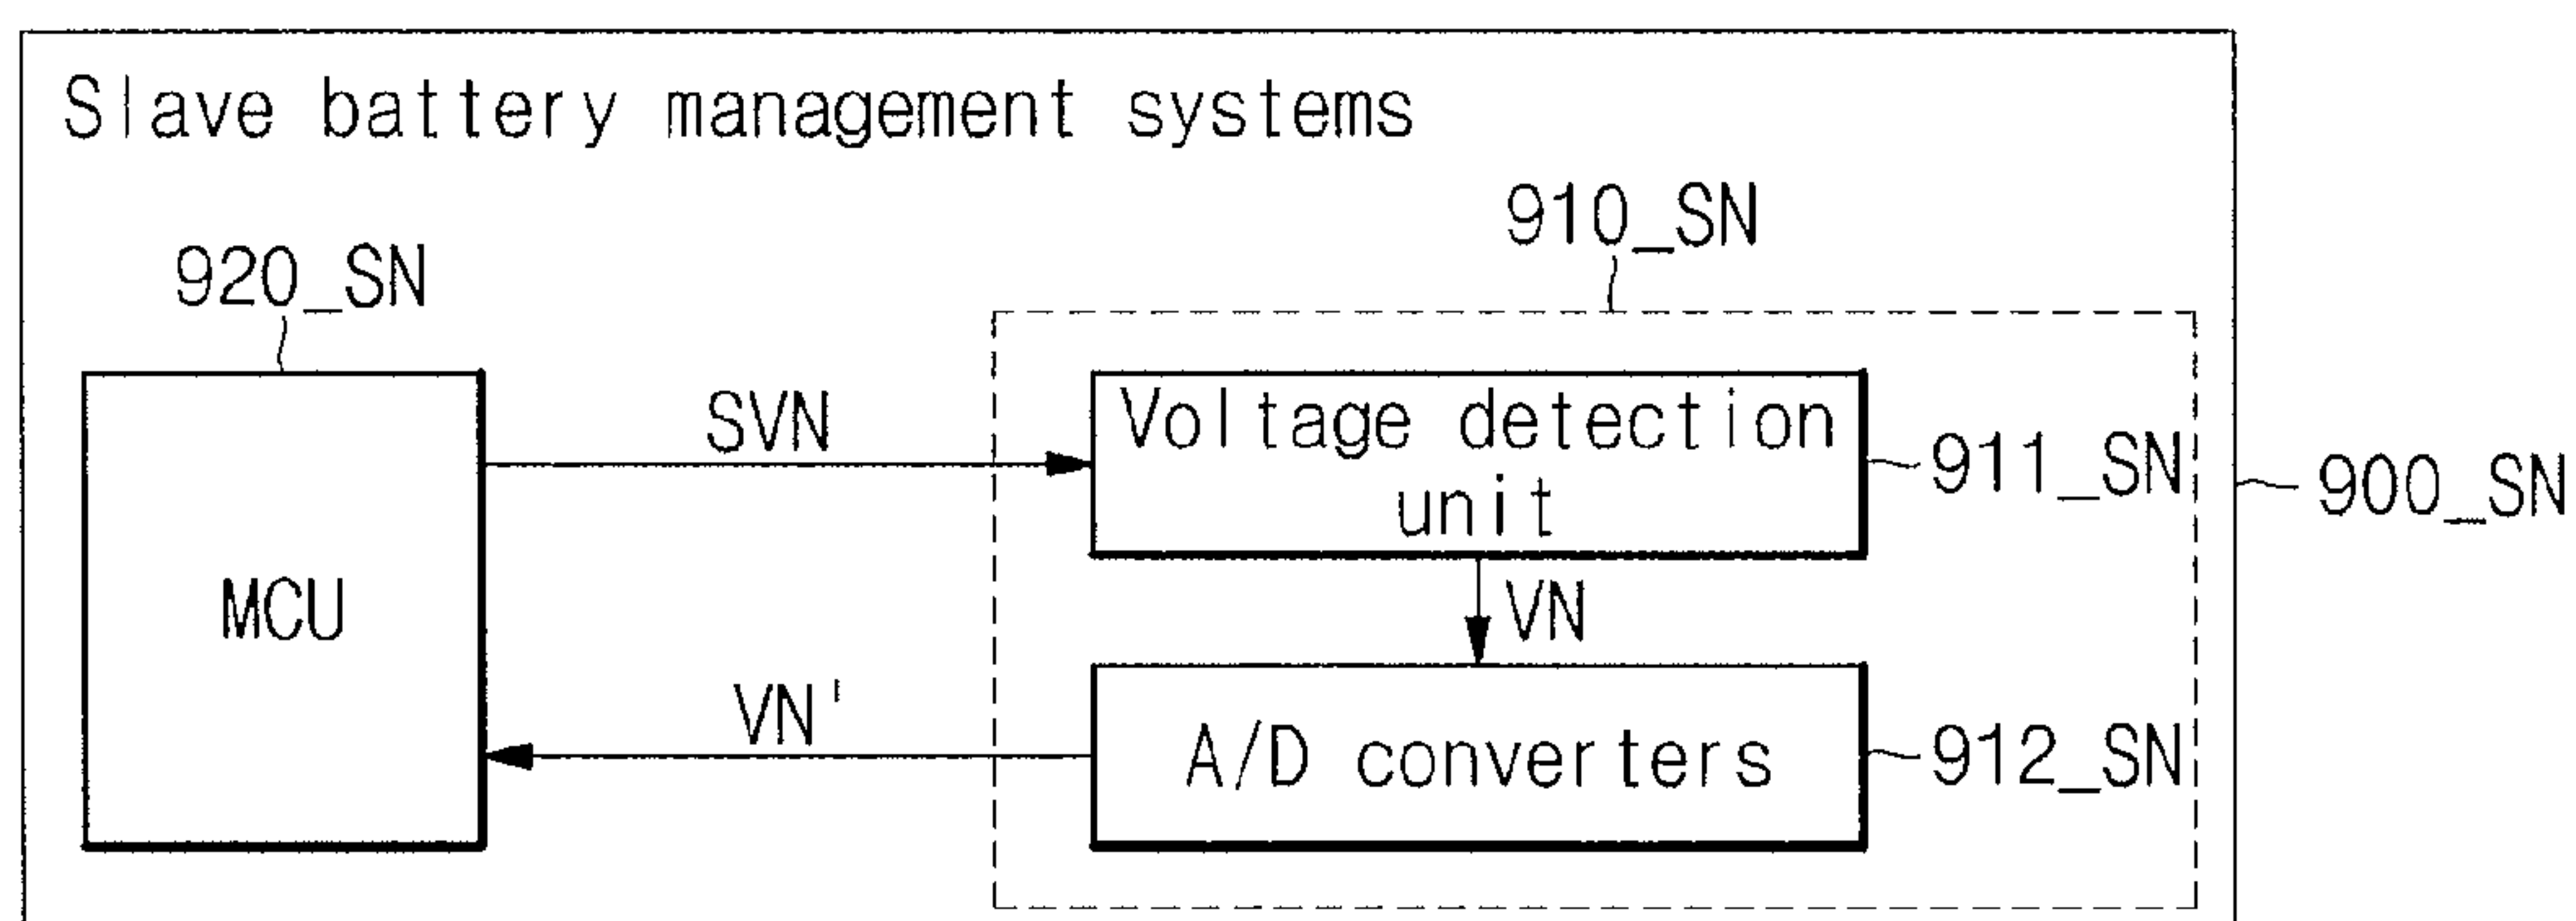 Slave battery management systems
910_SN
920_SN
SVN
Voltage detection
unit
911_SN
900_SN
MCU
VN
VN'
A/D converters
912_SN